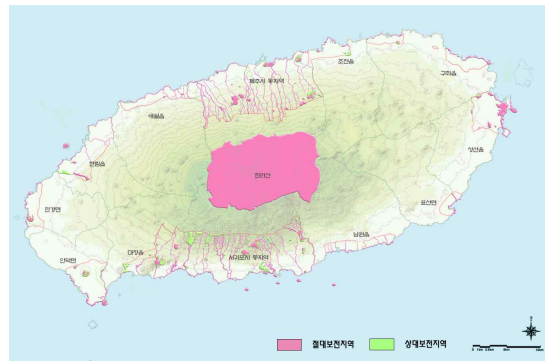 조천읍
구좌읍
제주시 동지역
애월읍
성산읍
한림읍
한라산
표선면
한경면
남원읍
대정읍
서귀포시 동지역
안덕면
절대보전지역
상대보전지역